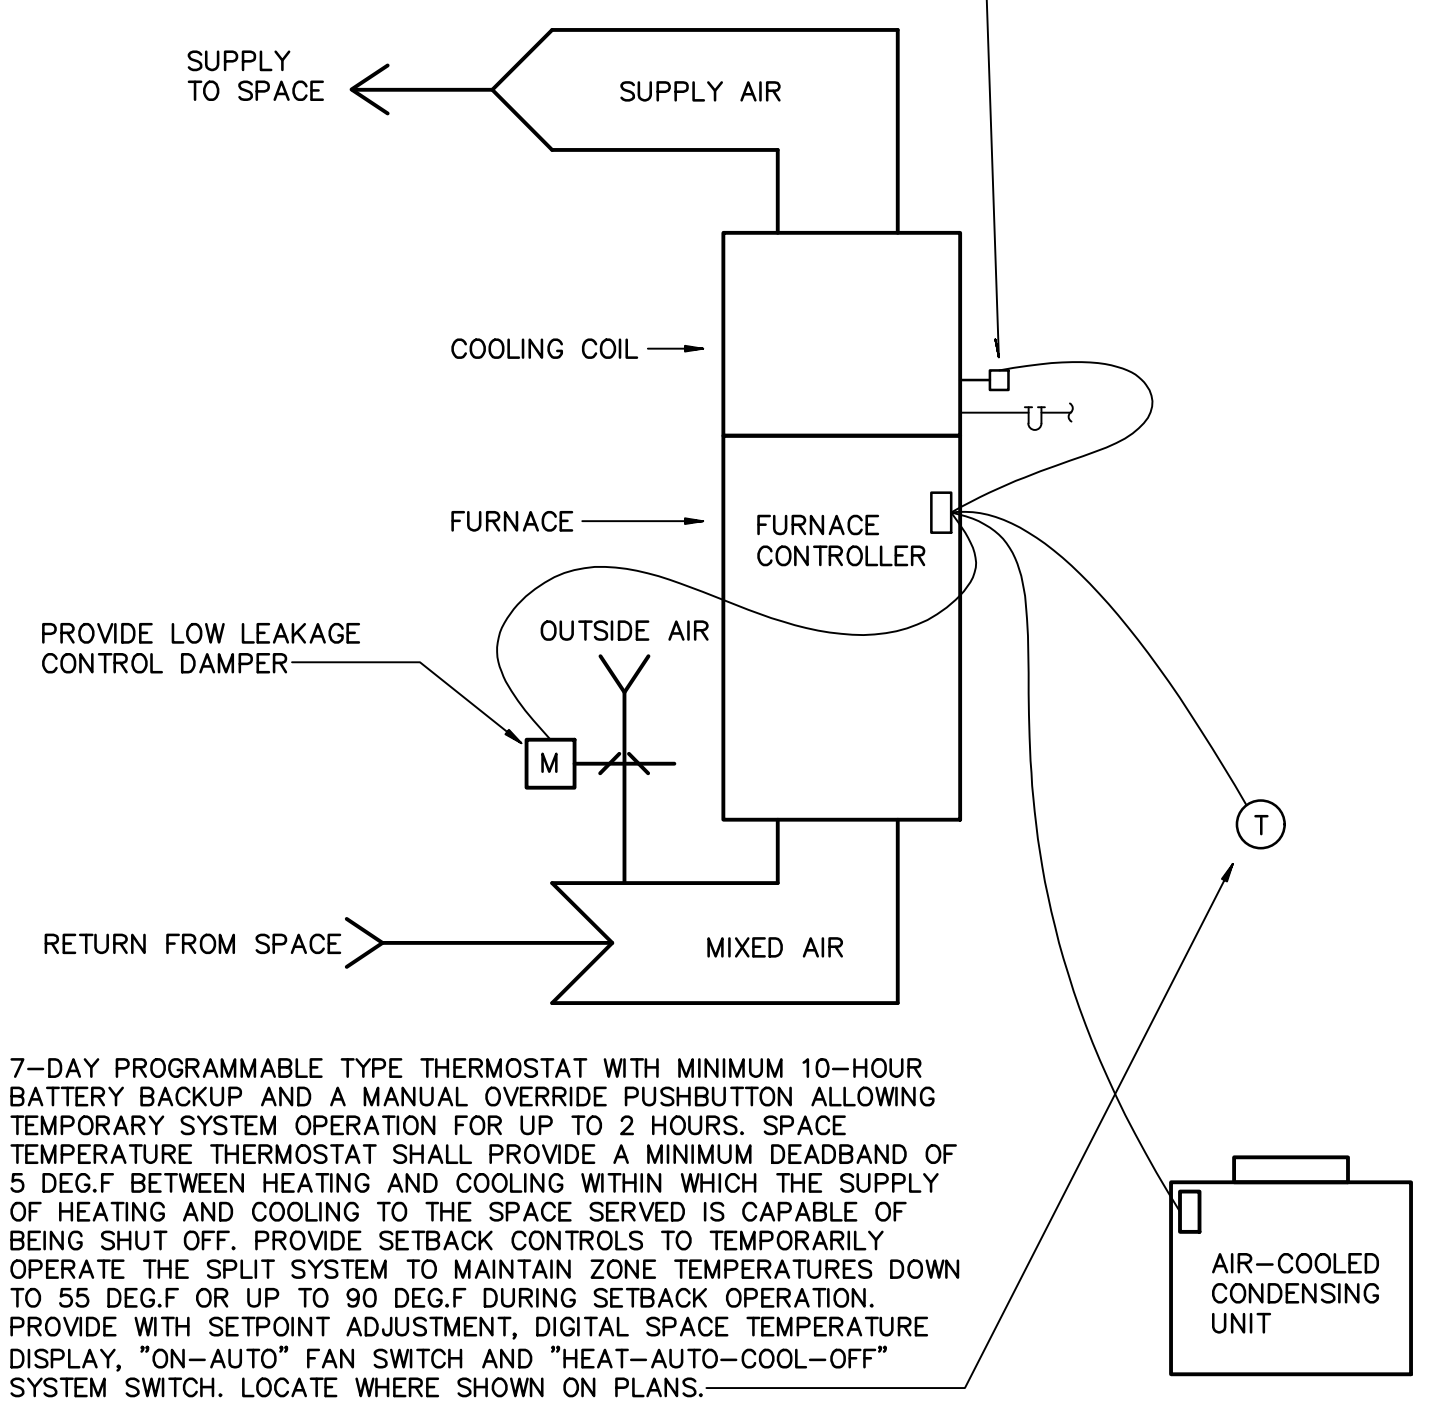 SUPPLY
TO SPACE
SUPPLY AIR
COOLING COIL
FURNACE
FURNACE
CONTROLLER
PROVIDE LOW LEAKAGE
CONTROL DAMPER
OUTSIDE AIR
M
T
RETURN FROM SPACE
MIXED AIR
7-DAY PROGRAMMABLE TYPE THERMOSTAT WITH MINIMUM 10-HOUR
BATTERY BACKUP AND A MANUAL OVERRIDE PUSHBUTTON ALLOWING
TEMPORARY SYSTEM OPERATION FOR UP TO 2 HOURS. SPACE
TEMPERATURE THERMOSTAT SHALL PROVIDE A MINIMUM DEADBAND OF
5 DEG.F BETWEEN HEATING AND COOLING WITHIN WHICH THE SUPPLY
OF HEATING AND COOLING TO THE SPACE SERVED IS CAPABLE OF
BEING SHUT OFF. PROVIDE SETBACK CONTROLS TO TEMPORARILY
OPERATE THE SPLIT SYSTEM TO MAINTAIN ZONE TEMPERATURES DOWN
TO 55 DEG.F OR UP TO 90 DEG.F DURING SETBACK OPERATION.
PROVIDE WITH SETPOINT ADJUSTMENT, DIGITAL SPACE TEMPERATURE
DISPLAY, "ON-AUTO" FAN SWITCH AND "HEAT-AUTO-COOL-OFF"
SYSTEM SWITCH. LOCATE WHERE SHOWN ON PLANS.
AIR-COOLED
CONDENSING
UNIT